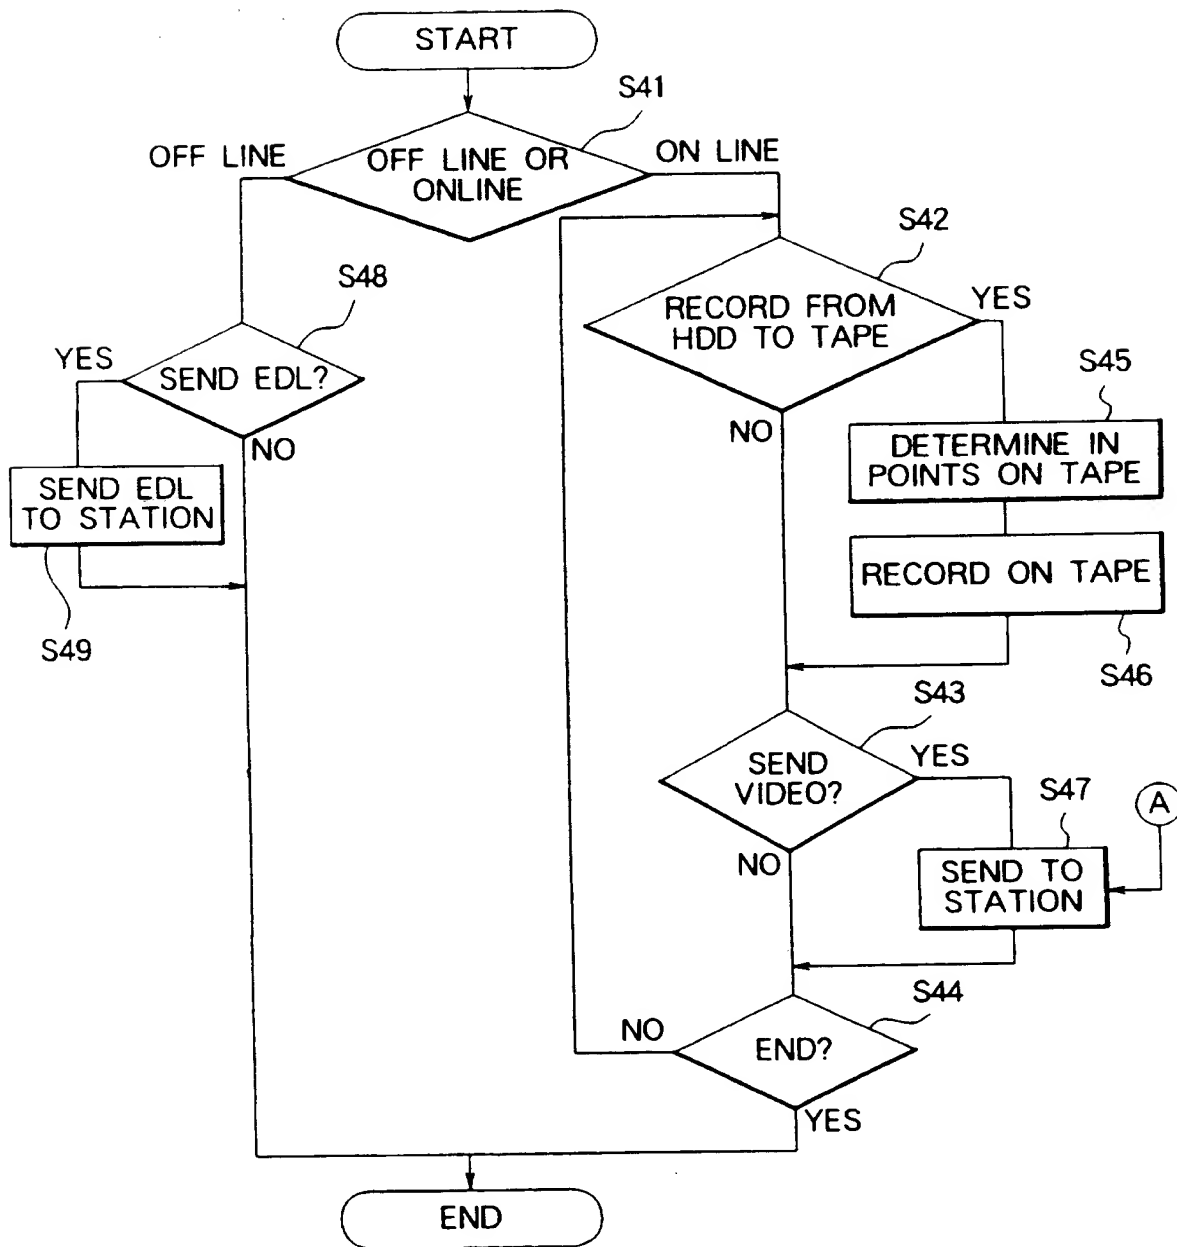 START
S41
OFF LINE
OFF LINE OR
ONLINE
ON LINE
S42
RECORD FROM
HDD TO TAPE
YES
NO
S48
YES
SEND EDL?
NO
SEND EDL
TO STATION
S49
S45
DETERMINE IN
POINTS ON TAPE
RECORD ON TAPE
S46
S43
SEND
VIDEO?
YES
NO
S47
A
SEND TO
STATION
S44
NO
END?
YES
END